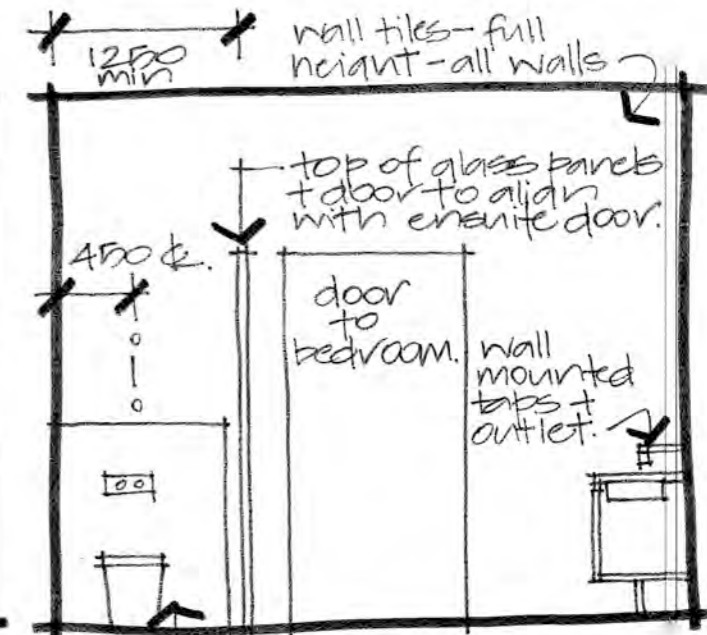 1250
min
wall tiles - full
height - all walls
top of glass panels
+ door to align
with ensuite door.
450 ℄.
door
to
bedroom.
wall
mounted
taps +
outlet.